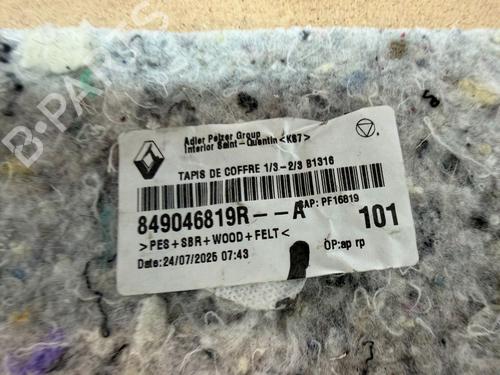 B-PARTS
Adler Pelzer Group
Interior Saint-Quentin <K87>
TAPIS DE COFFRE 1/3-2/3 B1316
SAP: PF16819
849046819R--A
101
>PES+SBR+WOOD+FELT<
OP:ap rp
Date:24/07/2025 07:43